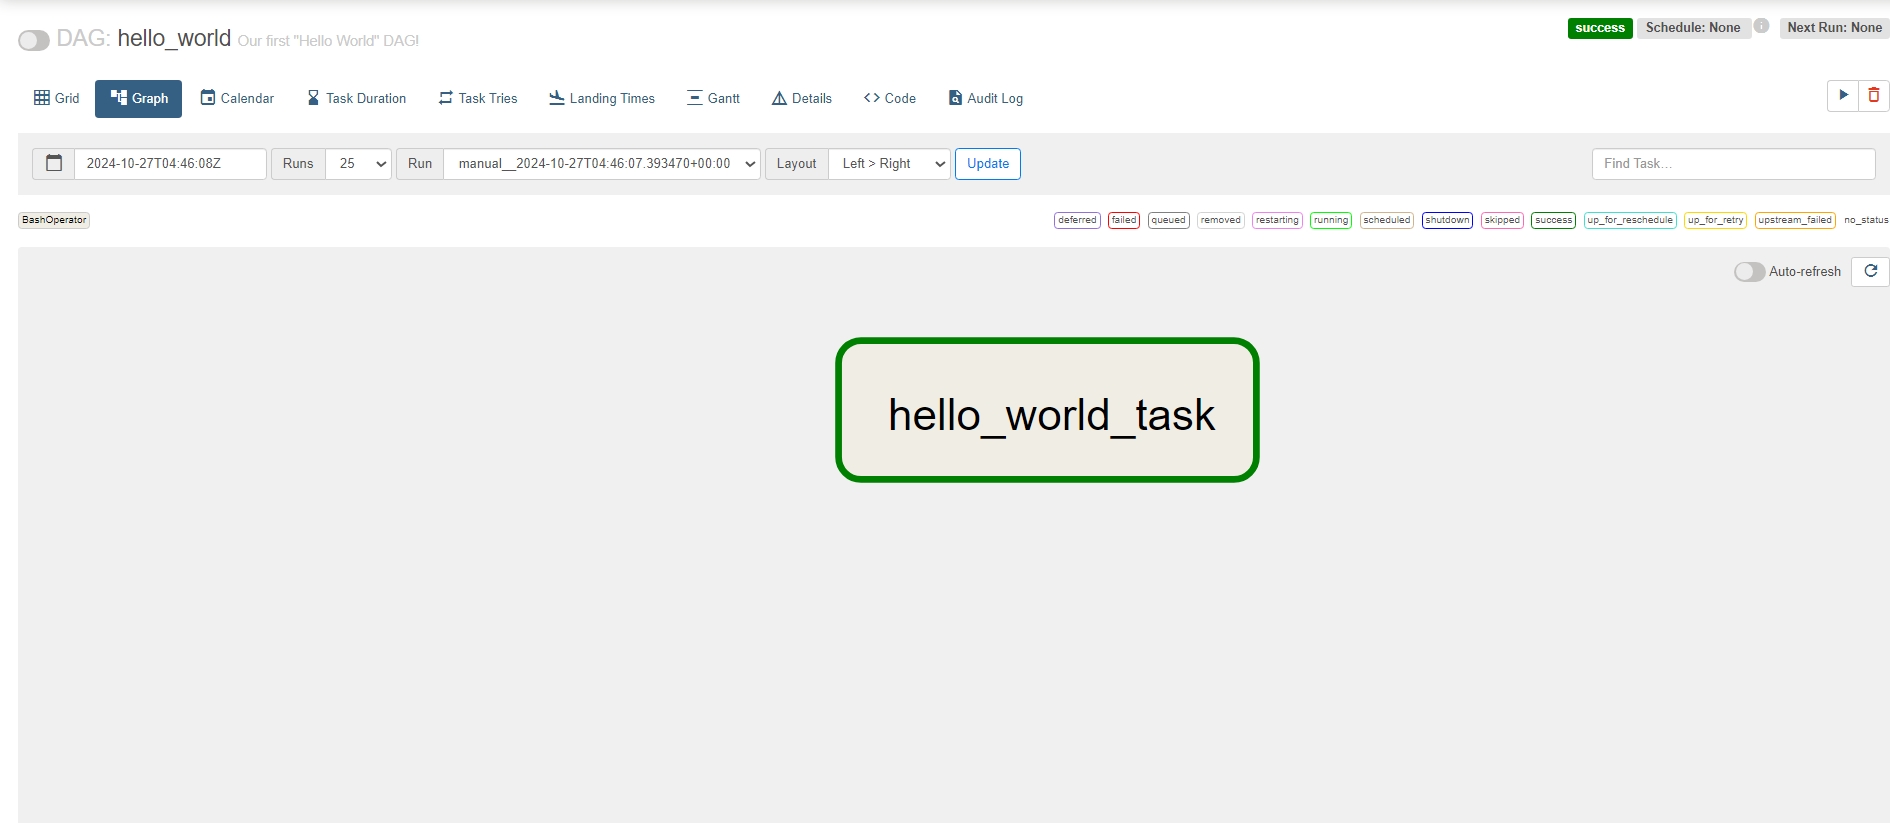 DAG: hello_world Our first "Hello World" DAG!
success Schedule: None i Next Run: None
Grid Graph Calendar Task Duration Task Tries Landing Times Gantt Details Code Audit Log
2024-10-27T04:46:08Z Runs 25 Run manual__2024-10-27T04:46:07.393470+00:00 Layout Left > Right Update Find Task...
BashOperator deferred failed queued removed restarting running scheduled shutdown skipped success up_for_reschedule up_for_retry upstream_failed no_status
Auto-refresh
hello_world_task